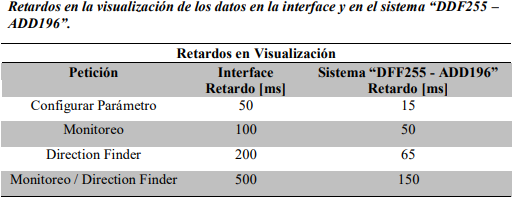 Retardos en la visualización de los datos en la interface y en el sistema “DDF255 –
ADD196”.
Retardos en Visualización
Petición Interface Retardo [ms] Sistema “DFF255 - ADD196” Retardo [ms]
Configurar Parámetro 50 15
Monitoreo 100 50
Direction Finder 200 65
Monitoreo / Direction Finder 500 150